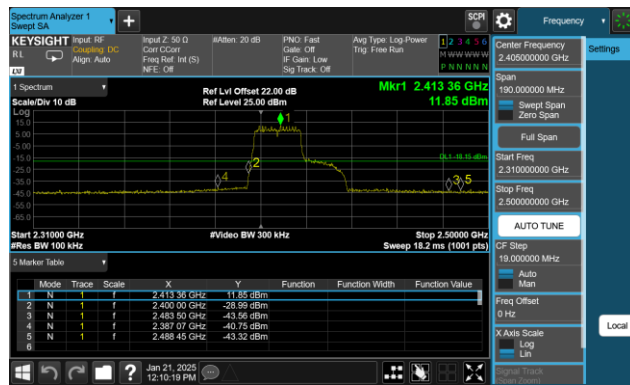 Spectrum Analyzer 1
Swept SA
SCPI
Frequency
KEYSIGHT
RL
LM
Input: RF
Coupling: DC
Align: Auto
Input Z: 50 Ω
Corr CCorr
Freq Ref: Int (S)
NFE: Off
#Atten: 20 dB
PNO: Fast
Gate: Off
IF Gain: Low
Sig Track: Off
Avg Type: Log-Power
Trig: Free Run
1 2 3 4 5 6
M W W W W W
P N N N N N
Center Frequency
2.405000000 GHz
Settings
Span
190.000000 MHz
Swept Span
Zero Span
Full Span
Start Freq
2.310000000 GHz
Stop Freq
2.500000000 GHz
AUTO TUNE
CF Step
19.000000 MHz
Auto
Man
Freq Offset
0 Hz
X Axis Scale
Log
Lin
Signal Track
(Span Zoom)
Local
1 Spectrum
Scale/Div 10 dB
Ref Lvl Offset 22.00 dB
Ref Level 25.00 dBm
Mkr1 2.413 36 GHz
11.85 dBm
Log
15.0
5.00
-5.00
-15.0
-25.0
-35.0
-45.0
-55.0
-65.0
1
2
4
3 5
DL1 -18.15 dBm
Start 2.31000 GHz
#Res BW 100 kHz
#Video BW 300 kHz
Stop 2.50000 GHz
Sweep 18.2 ms (1001 pts)
5 Marker Table
Mode Trace Scale X Y Function Function Width Function Value
1 N 1 f 2.413 36 GHz 11.85 dBm
2 N 1 f 2.400 00 GHz -28.99 dBm
3 N 1 f 2.483 50 GHz -43.56 dBm
4 N 1 f 2.387 07 GHz -40.75 dBm
5 N 1 f 2.488 45 GHz -43.32 dBm
6
?
Jan 21, 2025
12:10:19 PM